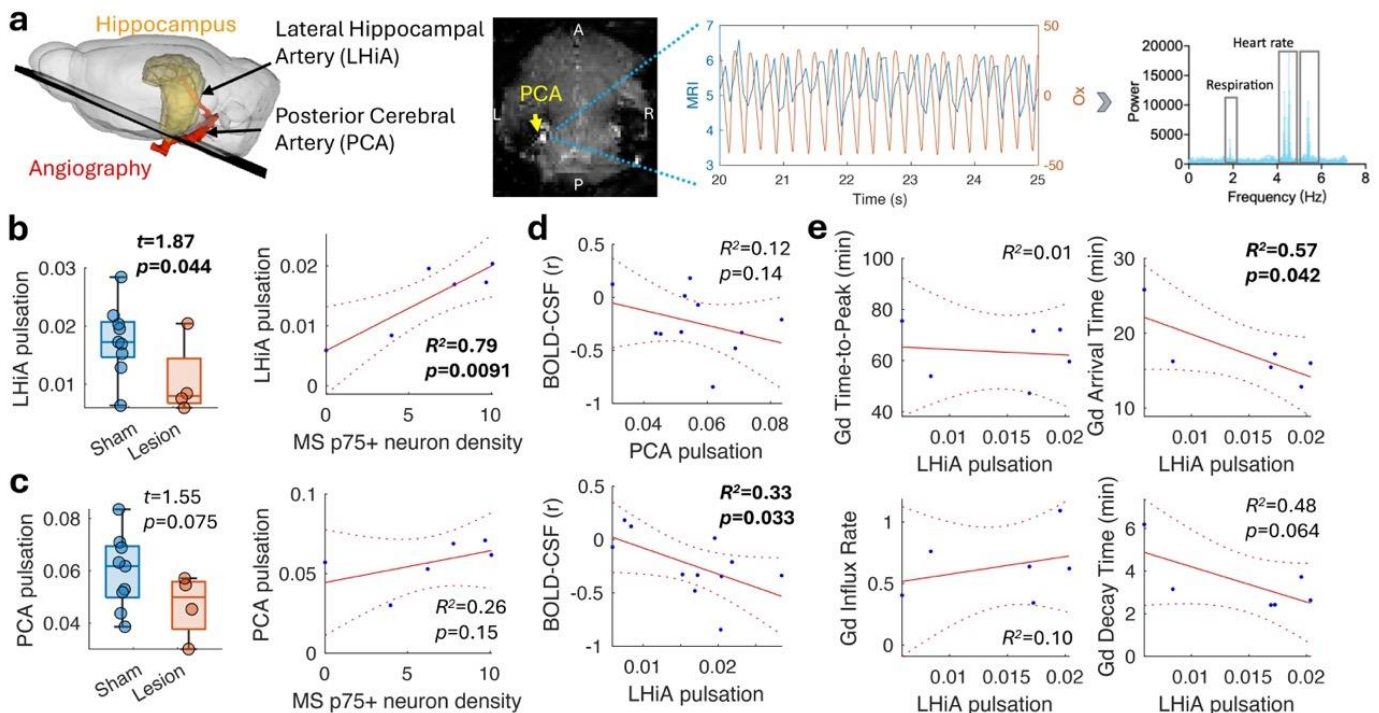 a
Hippocampus
Lateral Hippocampal
Artery (LHiA)
Posterior Cerebral
Artery (PCA)
Angiography
A
PCA
L
R
P
7
6
5
4
3
MRI
20 21 22 23 24 25
Time (s)
50
0
-50
Ox
20000
15000
10000
5000
0
Power
Heart rate
Respiration
0 2 4 6 8
Frequency (Hz)
b
t=1.87
p=0.044
0.03
0.02
0.01
LHiA pulsation
Sham
Lesion
0.02
0.01
0
LHiA pulsation
R²=0.79
p=0.0091
0 5 10
MS p75+ neuron density
c
t=1.55
p=0.075
0.08
0.06
0.04
PCA pulsation
Sham
Lesion
0.1
0.05
0
PCA pulsation
R²=0.26
p=0.15
0 5 10
MS p75+ neuron density
d
R²=0.12
p=0.14
0.5
0
-0.5
-1
BOLD-CSF (r)
0.04 0.06 0.08
PCA pulsation
R²=0.33
p=0.033
0.5
0
-0.5
-1
BOLD-CSF (r)
0.01 0.02
LHiA pulsation
e
R²=0.01
100
80
60
40
Gd Time-to-Peak (min)
0.01 0.015 0.02
LHiA pulsation
R²=0.57
p=0.042
30
20
10
Gd Arrival Time (min)
0.01 0.015 0.02
LHiA pulsation
1
0.5
0
Gd Influx Rate
R²=0.10
0.01 0.015 0.02
LHiA pulsation
R²=0.48
p=0.064
6
4
2
0
Gd Decay Time (min)
0.01 0.015 0.02
LHiA pulsation